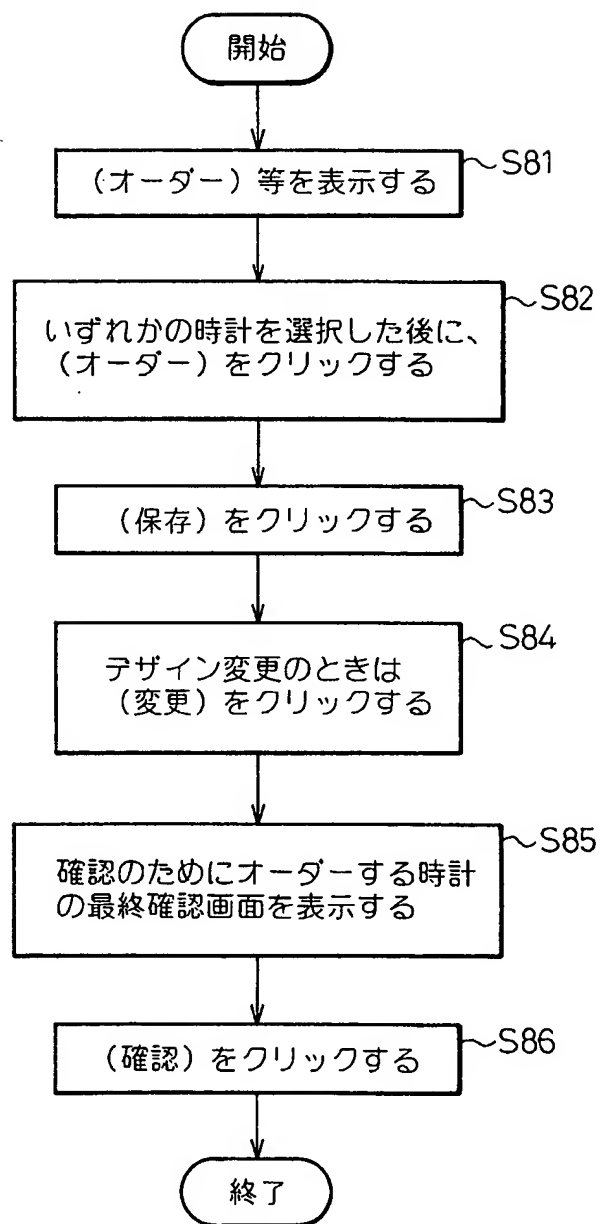 開始
(オーダー)等を表示する
S81
いずれかの時計を選択した後に、
(オーダー)をクリックする
S82
(保存)をクリックする
S83
デザイン変更のときは
(変更)をクリックする
S84
確認のためにオーダーする時計
の最終確認画面を表示する
S85
(確認)をクリックする
S86
終了